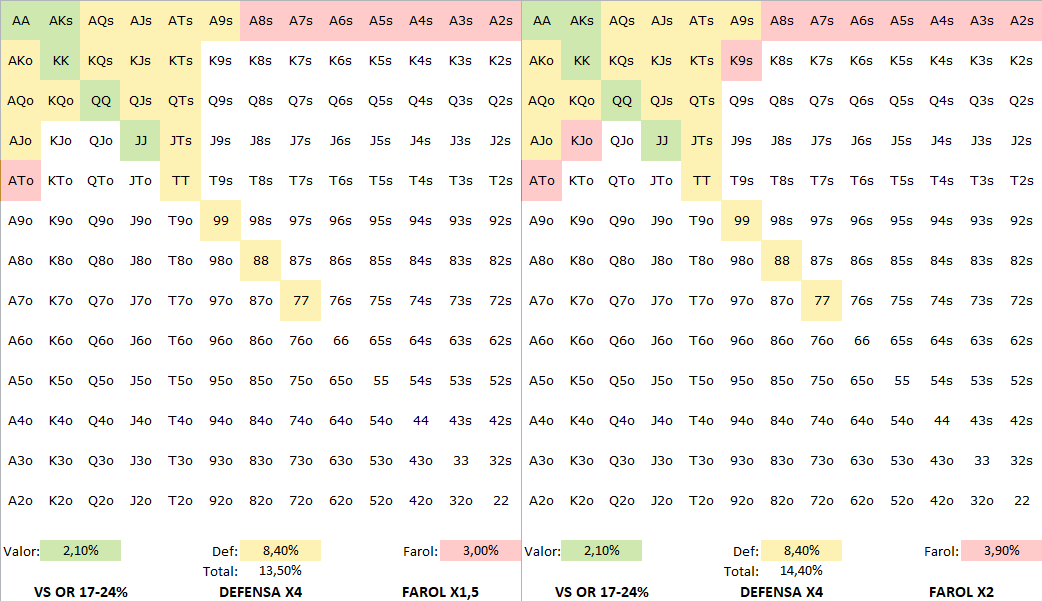 AA AKs AQs AJs ATs A9s A8s A7s A6s A5s A4s A3s A2s AA AKs AQs AJs ATs A9s A8s A7s A6s A5s A4s A3s A2s
AKo KK KQs KJs KTs K9s K8s K7s K6s K5s K4s K3s K2s AKo KK KQs KJs KTs K9s K8s K7s K6s K5s K4s K3s K2s
AQo KQo QQ QJs QTs Q9s Q8s Q7s Q6s Q5s Q4s Q3s Q2s AQo KQo QQ QJs QTs Q9s Q8s Q7s Q6s Q5s Q4s Q3s Q2s
AJo KJo QJo JJ JTs J9s J8s J7s J6s J5s J4s J3s J2s AJo KJo QJo JJ JTs J9s J8s J7s J6s J5s J4s J3s J2s
ATo KTo QTo JTo TT T9s T8s T7s T6s T5s T4s T3s T2s ATo KTo QTo JTo TT T9s T8s T7s T6s T5s T4s T3s T2s
A9o K9o Q9o J9o T9o 99 98s 97s 96s 95s 94s 93s 92s A9o K9o Q9o J9o T9o 99 98s 97s 96s 95s 94s 93s 92s
A8o K8o Q8o J8o T8o 98o 88 87s 86s 85s 84s 83s 82s A8o K8o Q8o J8o T8o 98o 88 87s 86s 85s 84s 83s 82s
A7o K7o Q7o J7o T7o 97o 87o 77 76s 75s 74s 73s 72s A7o K7o Q7o J7o T7o 97o 87o 77 76s 75s 74s 73s 72s
A6o K6o Q6o J6o T6o 96o 86o 76o 66 65s 64s 63s 62s A6o K6o Q6o J6o T6o 96o 86o 76o 66 65s 64s 63s 62s
A5o K5o Q5o J5o T5o 95o 85o 75o 65o 55 54s 53s 52s A5o K5o Q5o J5o T5o 95o 85o 75o 65o 55 54s 53s 52s
A4o K4o Q4o J4o T4o 94o 84o 74o 64o 54o 44 43s 42s A4o K4o Q4o J4o T4o 94o 84o 74o 64o 54o 44 43s 42s
A3o K3o Q3o J3o T3o 93o 83o 73o 63o 53o 43o 33 32s A3o K3o Q3o J3o T3o 93o 83o 73o 63o 53o 43o 33 32s
A2o K2o Q2o J2o T2o 92o 82o 72o 62o 52o 42o 32o 22 A2o K2o Q2o J2o T2o 92o 82o 72o 62o 52o 42o 32o 22
Valor: 2,10% Def: 8,40% Farol: 3,00% Valor: 2,10% Def: 8,40% Farol: 3,90%
Total: 13,50% Total: 14,40%
VS OR 17-24% DEFENSA X4 FAROL X1,5 VS OR 17-24% DEFENSA X4 FAROL X2